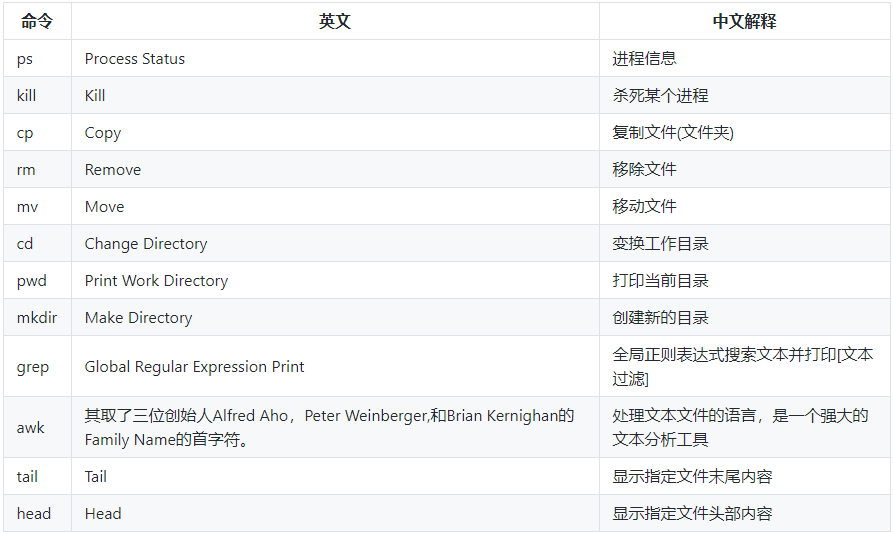 命令 英文 中文解释
ps Process Status 进程信息
kill Kill 杀死某个进程
cp Copy 复制文件(文件夹)
rm Remove 移除文件
mv Move 移动文件
cd Change Directory 变换工作目录
pwd Print Work Directory 打印当前目录
mkdir Make Directory 创建新的目录
grep Global Regular Expression Print 全局正则表达式搜索文本并打印[文本
过滤]
awk 其取了三位创始人Alfred Aho，Peter Weinberger,和Brian Kernighan的
Family Name的首字符。
处理文本文件的语言，是一个强大的
文本分析工具
tail Tail 显示指定文件末尾内容
head Head 显示指定文件头部内容